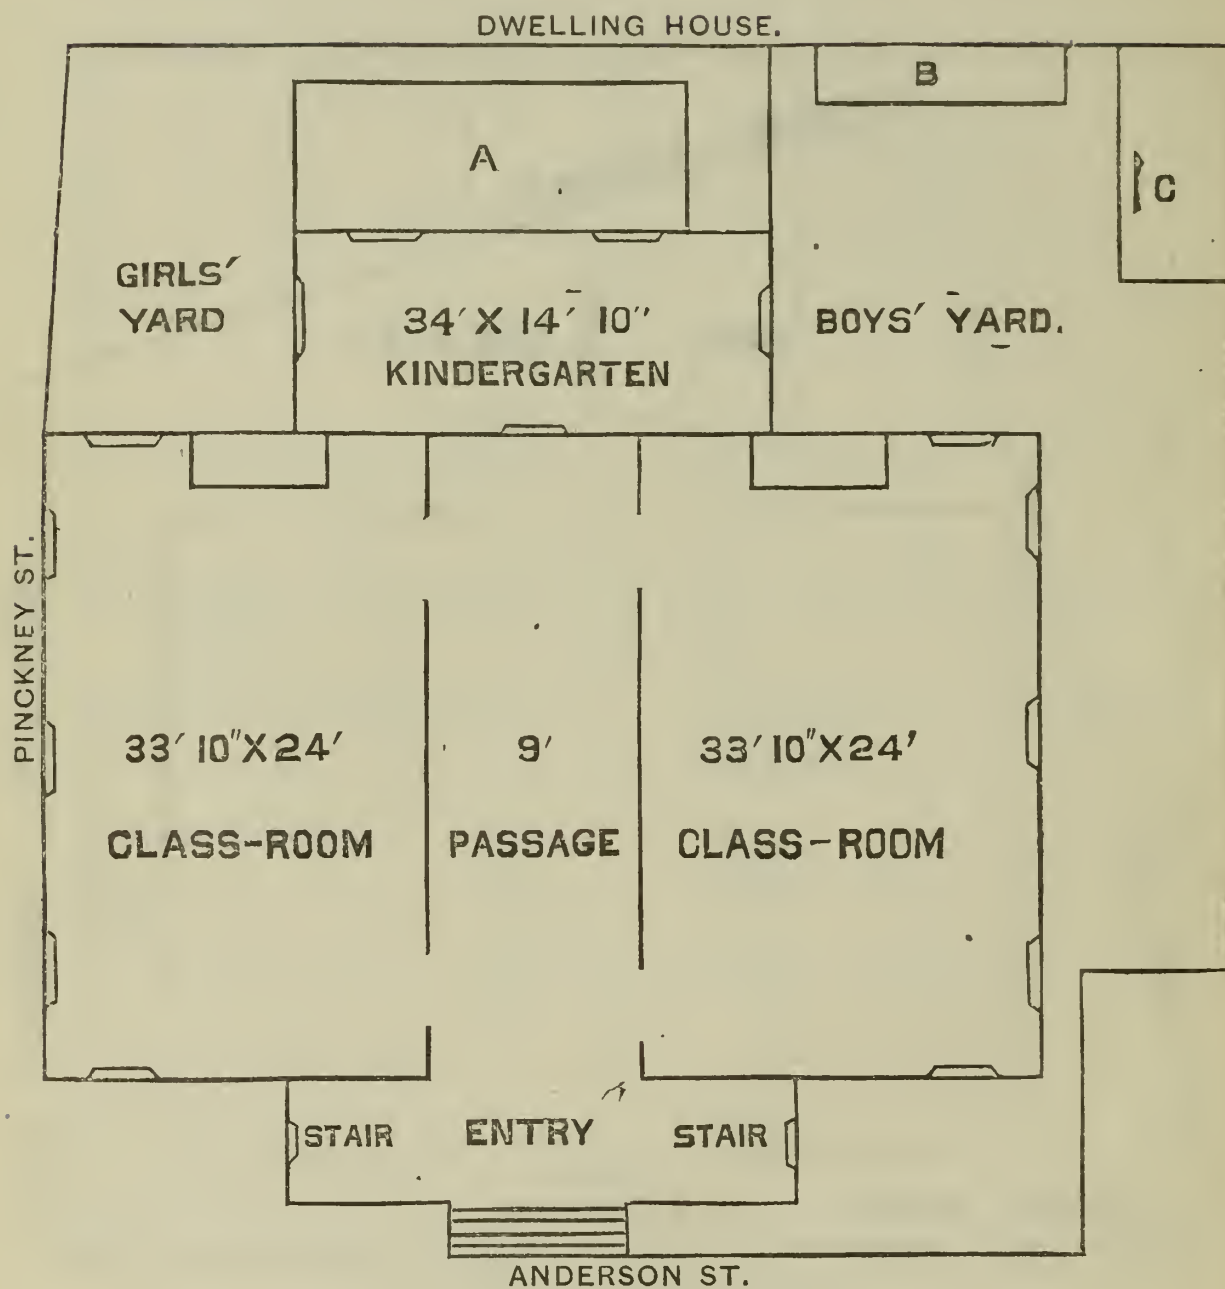 DWELLING HOUSE.
B
A
C
GIRLS'
YARD
34' X 14' 10"
KINDERGARTEN
BOYS' YARD.
PINCKNEY ST.
33' 10" X 24'
CLASS-ROOM
9'
PASSAGE
33' 10" X 24'
CLASS-ROOM
STAIR
ENTRY
STAIR
ANDERSON ST.